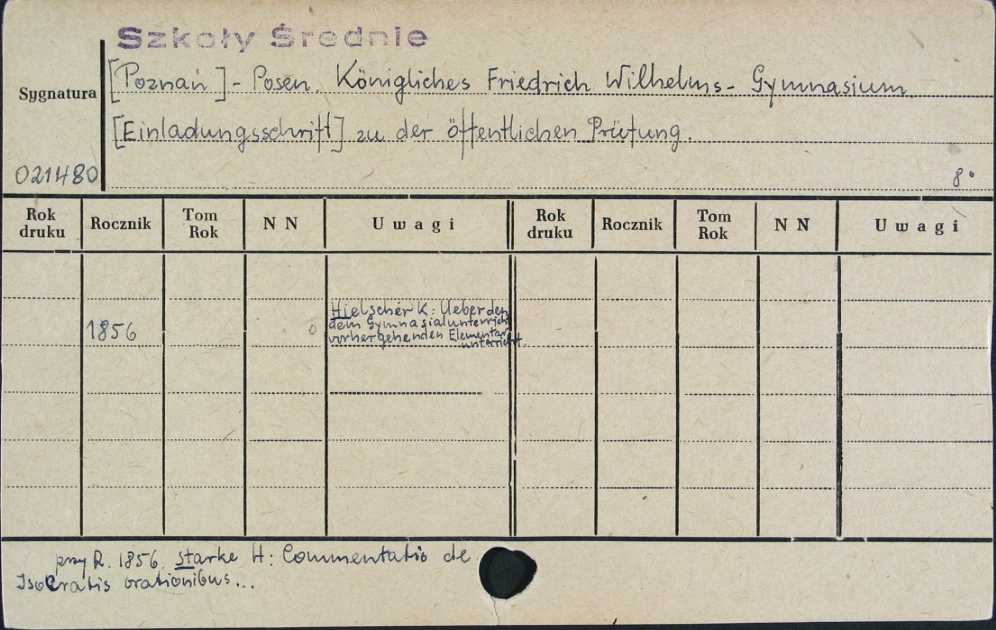 Szkoły Średnie
Sygnatura
[Poznań] - Posen. Königliches Friedrich Wilhelms- Gymnasium.
[Einladungsschrift] zu der öffentlichen Prüfung.
021480
8°
Rok druku Rocznik Tom Rok N N Uwagi Rok druku Rocznik Tom Rok N N Uwagi
1856
Hielscher K: Ueber den
dem Gymnasialunterricht
vorhergehenden Elementar
unterricht.
przy R. 1856. Starke H: Commentatio de
Isocratis orationibus...